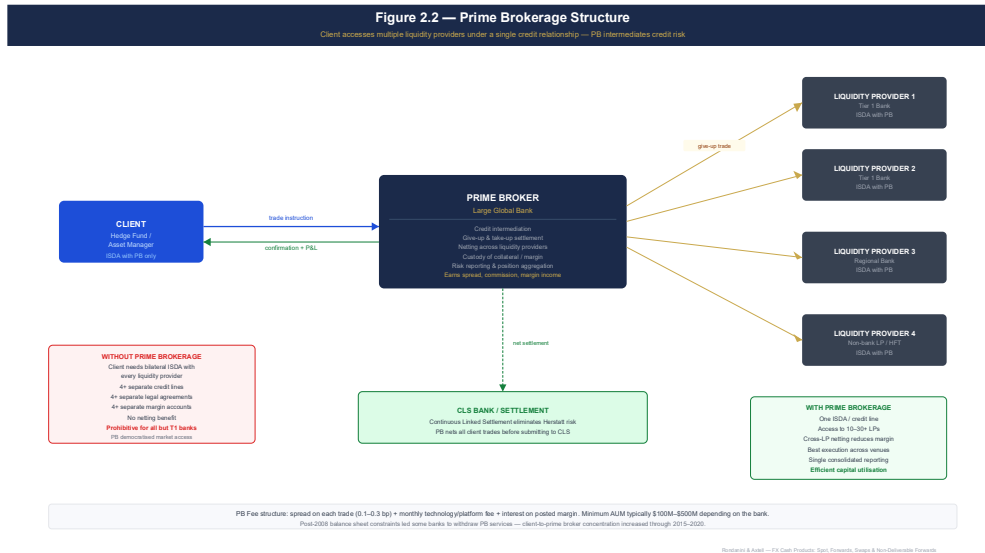 Figure 2.2 — Prime Brokerage Structure
Client accesses multiple liquidity providers under a single credit relationship — PB intermediates credit risk
LIQUIDITY PROVIDER 1
Tier 1 Bank
ISDA with PB
give-up trade
LIQUIDITY PROVIDER 2
Tier 1 Bank
ISDA with PB
PRIME BROKER
Large Global Bank
Credit intermediation
Give-up & take-up settlement
Netting across liquidity providers
Custody of collateral / margin
Risk reporting & position aggregation
Earns spread, commission, margin income
CLIENT
Hedge Fund /
Asset Manager
ISDA with PB only
trade instruction
confirmation + P&L
LIQUIDITY PROVIDER 3
Regional Bank
ISDA with PB
LIQUIDITY PROVIDER 4
Non-bank LP / HFT
ISDA with PB
net settlement
WITHOUT PRIME BROKERAGE
Client needs bilateral ISDA with
every liquidity provider
4+ separate credit lines
4+ separate legal agreements
4+ separate margin accounts
No netting benefit
Prohibitive for all but T1 banks
PB democratised market access
CLS BANK / SETTLEMENT
Continuous Linked Settlement eliminates Herstatt risk
PB nets all client trades before submitting to CLS
WITH PRIME BROKERAGE
One ISDA / credit line
Access to 10–30+ LPs
Cross-LP netting reduces margin
Best execution across venues
Single consolidated reporting
Efficient capital utilisation
PB Fee structure: spread on each trade (0.1–0.3 bp) + monthly technology/platform fee + interest on posted margin. Minimum AUM typically $100M–$500M depending on the bank.
Post-2008 balance sheet constraints led some banks to withdraw PB services — client-to-prime broker concentration increased through 2015–2020.
— FX Cash Products: Spot, Forwards, Swaps & Non-Deliverable Forwards